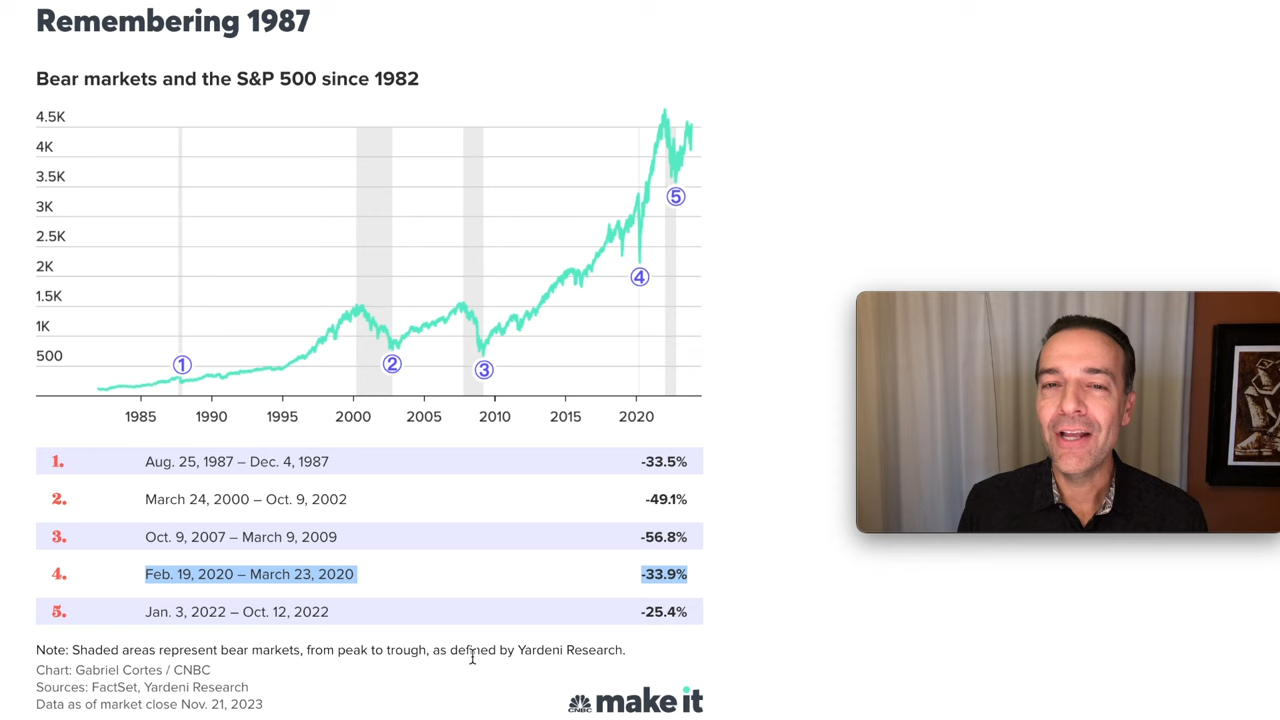 Remembering 1987
Bear markets and the S&P 500 since 1982
4.5K
4K
3.5K
3K
2.5K
2K
1.5K
1K
500
1
2
3
4
5
1985 1990 1995 2000 2005 2010 2015 2020
1. Aug. 25, 1987 – Dec. 4, 1987 -33.5%
2. March 24, 2000 – Oct. 9, 2002 -49.1%
3. Oct. 9, 2007 – March 9, 2009 -56.8%
4. Feb. 19, 2020 – March 23, 2020 -33.9%
5. Jan. 3, 2022 – Oct. 12, 2022 -25.4%
Note: Shaded areas represent bear markets, from peak to trough, as defined by Yardeni Research.
Chart: Gabriel Cortes / CNBC
Sources: FactSet, Yardeni Research
Data as of market close Nov. 21, 2023
CNBC make it